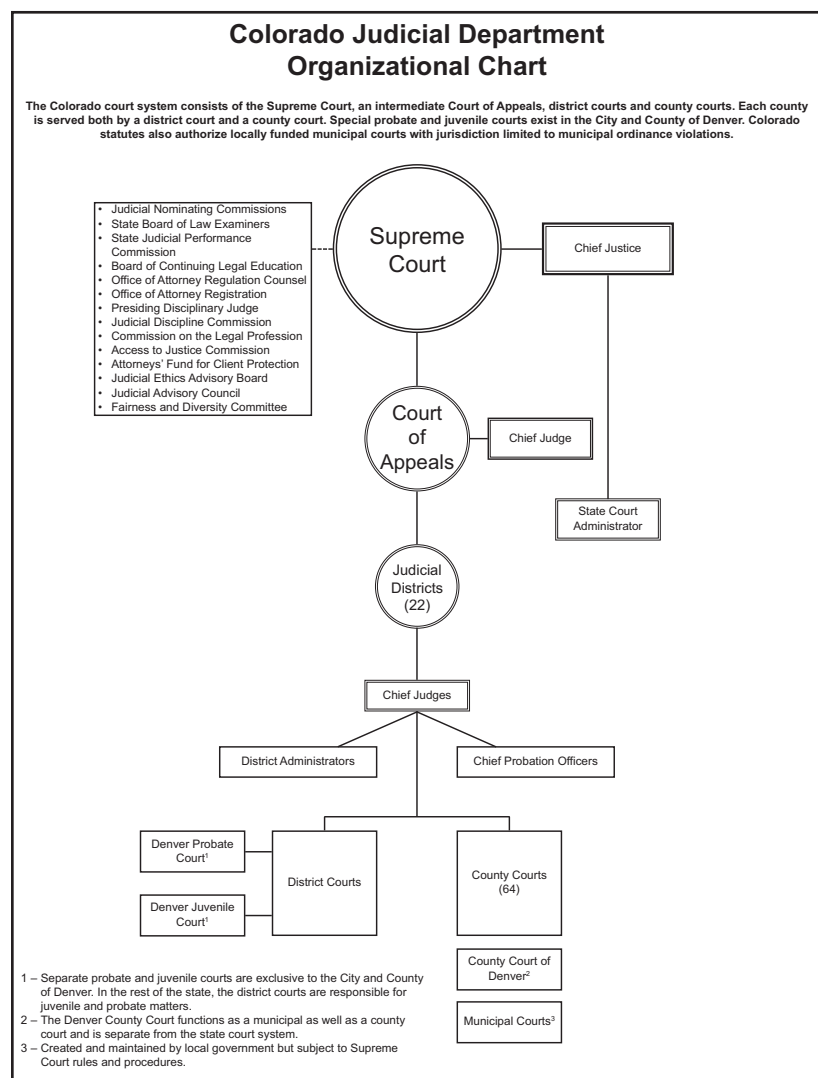 Colorado Judicial Department
Organizational Chart
The Colorado court system consists of the Supreme Court, an intermediate Court of Appeals, district courts and county courts. Each county
is served both by a district court and a county court. Special probate and juvenile courts exist in the City and County of Denver. Colorado
statutes also authorize locally funded municipal courts with jurisdiction limited to municipal ordinance violations.
• Judicial Nominating Commissions
• State Board of Law Examiners
• State Judicial Performance
Commission
• Board of Continuing Legal Education
• Office of Attorney Regulation Counsel
• Office of Attorney Registration
• Presiding Disciplinary Judge
• Judicial Discipline Commission
• Commission on the Legal Profession
• Access to Justice Commission
• Attorneys' Fund for Client Protection
• Judicial Ethics Advisory Board
• Judicial Advisory Council
• Fairness and Diversity Committee
Supreme
Court
Chief Justice
Court
of
Appeals
Chief Judge
State Court
Administrator
Judicial
Districts
(22)
Chief Judges
District Administrators
Chief Probation Officers
Denver Probate
Court¹
Denver Juvenile
Court¹
District Courts
County Courts
(64)
County Court of
Denver²
Municipal Courts³
1 – Separate probate and juvenile courts are exclusive to the City and County
of Denver. In the rest of the state, the district courts are responsible for
juvenile and probate matters.
2 – The Denver County Court functions as a municipal as well as a county
court and is separate from the state court system.
3 – Created and maintained by local government but subject to Supreme
Court rules and procedures.